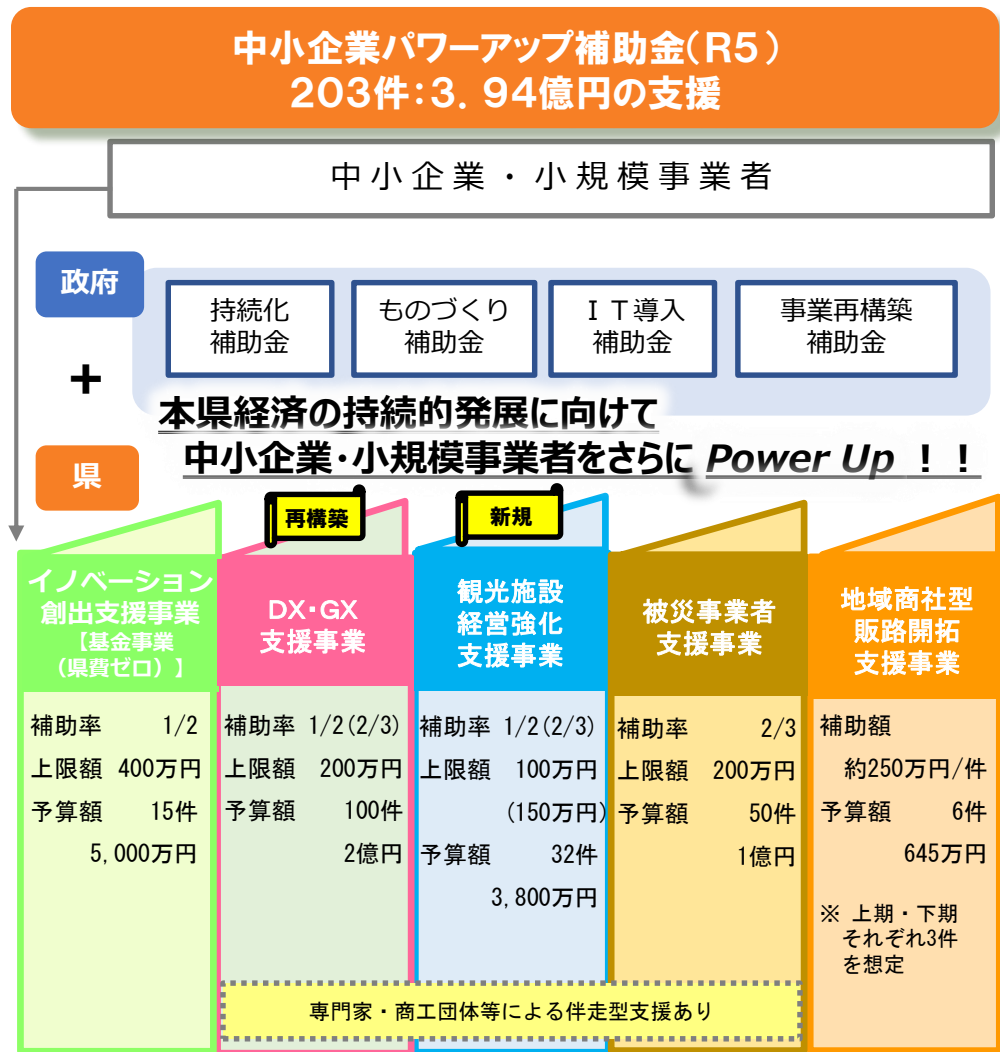 中小企業パワーアップ補助金(R5)
203件:3.94億円の支援
中小企業・小規模事業者
政府
持続化
補助金
ものづくり
補助金
IT導入
補助金
事業再構築
補助金
+
本県経済の持続的発展に向けて
中小企業・小規模事業者をさらに Power Up !!
県
イノベーション
創出支援事業
【基金事業
(県費ゼロ)】
補助率 1/2
上限額 400万円
予算額 15件
5,000万円
再構築
DX・GX
支援事業
補助率 1/2(2/3)
上限額 200万円
予算額 100件
2億円
新規
観光施設
経営強化
支援事業
補助率 1/2(2/3)
上限額 100万円
(150万円)
予算額 32件
3,800万円
被災事業者
支援事業
補助率 2/3
上限額 200万円
予算額 50件
1億円
地域商社型
販路開拓
支援事業
補助額
約250万円/件
予算額 6件
645万円
※ 上期・下期
それぞれ3件
を想定
専門家・商工団体等による伴走型支援あり